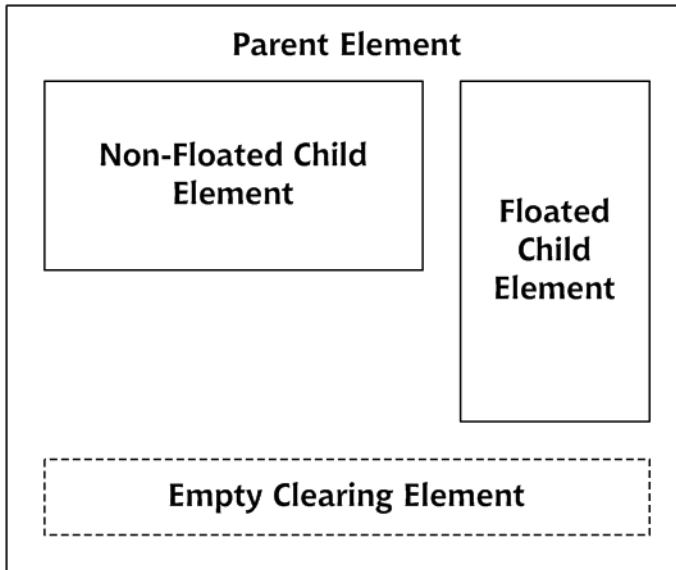 Parent Element
Non-Floated Child
Element
Floated
Child
Element
Empty Clearing Element